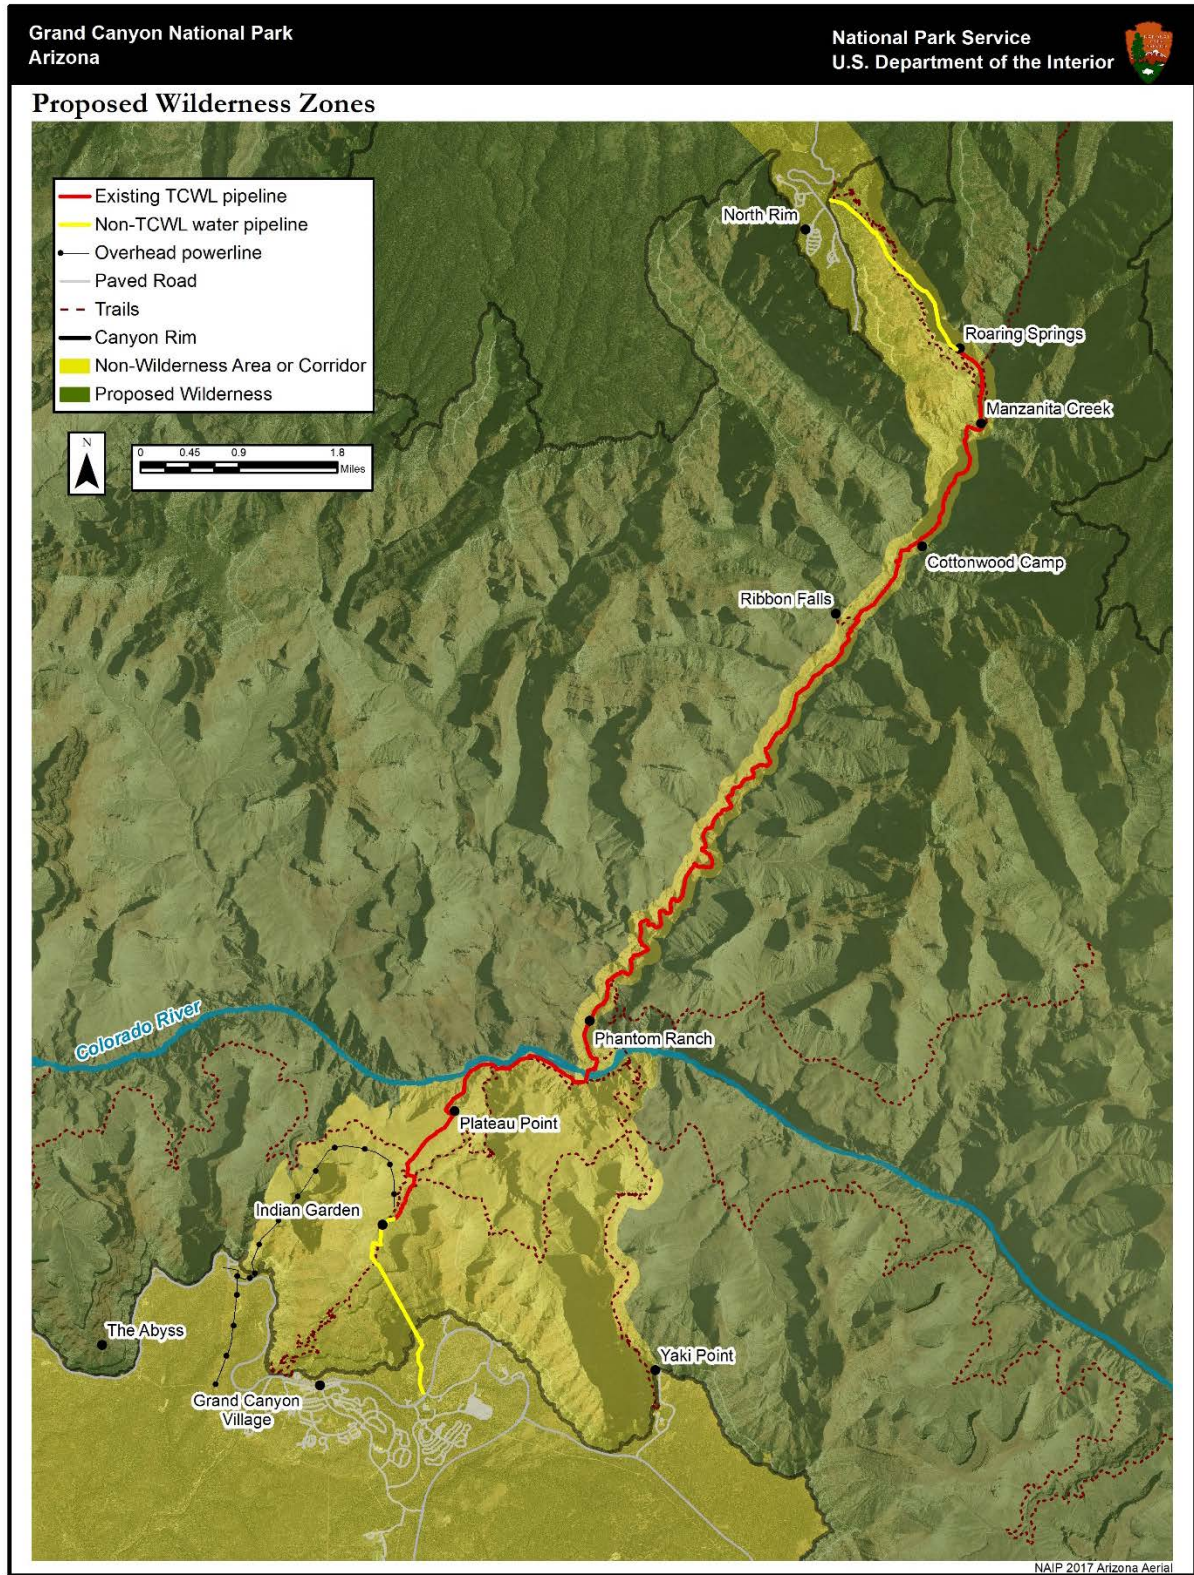 Grand Canyon National Park
Arizona
National Park Service
U.S. Department of the Interior
Proposed Wilderness Zones
Existing TCWL pipeline
Non-TCWL water pipeline
Overhead powerline
Paved Road
Trails
Canyon Rim
Non-Wilderness Area or Corridor
Proposed Wilderness
N
0 0.45 0.9 1.8
Miles
North Rim
Roaring Springs
Manzanita Creek
Cottonwood Camp
Ribbon Falls
Colorado River
Phantom Ranch
Plateau Point
Indian Garden
The Abyss
Yaki Point
Grand Canyon
Village
NAIP 2017 Arizona Aerial